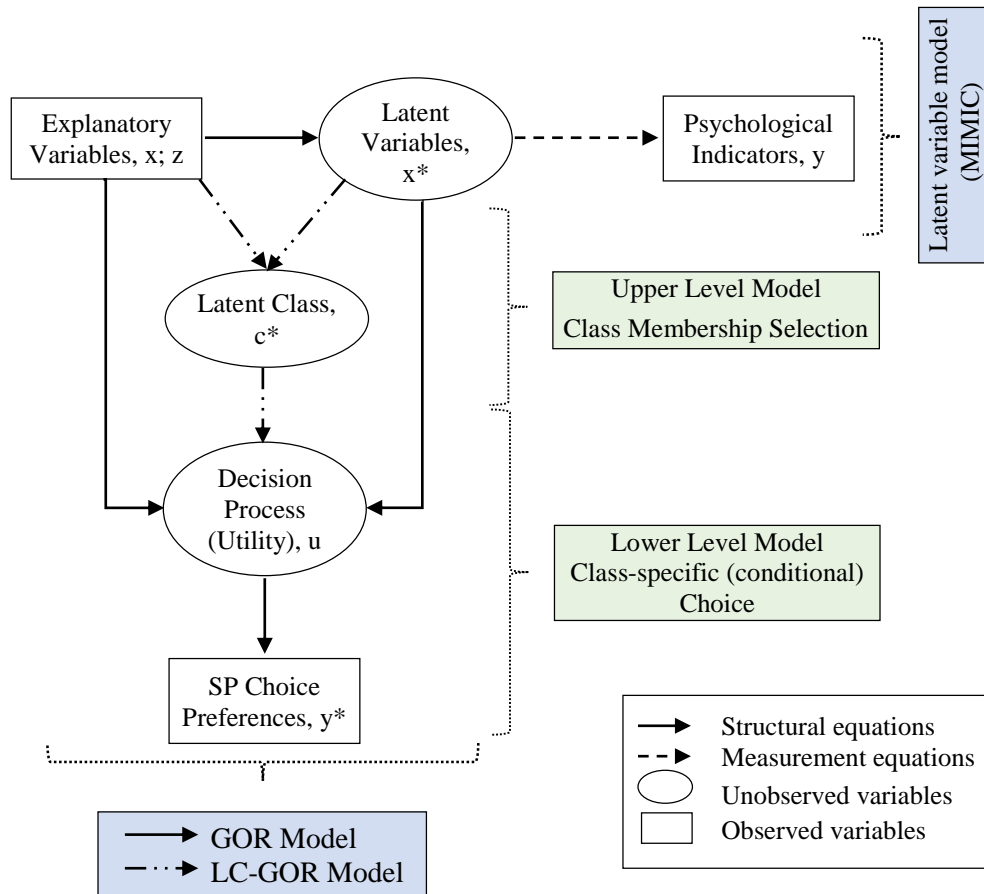 Explanatory
Variables, x; z
Latent
Variables,
x*
Psychological
Indicators, y
Latent variable model
(MIMIC)
Latent Class,
c*
Upper Level Model
Class Membership Selection
Decision
Process
(Utility), u
Lower Level Model
Class-specific (conditional)
Choice
SP Choice
Preferences, y*
Structural equations
Measurement equations
Unobserved variables
Observed variables
GOR Model
LC-GOR Model